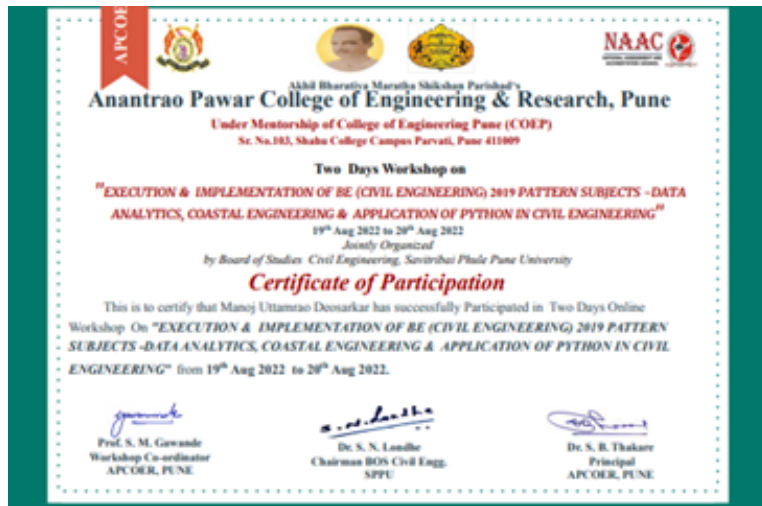 APCOE
NAAC
NATIONAL ASSESSMENT AND
ACCREDITATION COUNCIL
Akhil Bharatiya Maratha Shikshan Parishad's
Anantrao Pawar College of Engineering & Research, Pune
Under Mentorship of College of Engineering Pune (COEP)
Sr. No.103, Shahu College Campus Parvati, Pune 411009
Two Days Workshop on
"EXECUTION & IMPLEMENTATION OF BE (CIVIL ENGINEERING) 2019 PATTERN SUBJECTS -DATA
ANALYTICS, COASTAL ENGINEERING & APPLICATION OF PYTHON IN CIVIL ENGINEERING"
19th Aug 2022 to 20th Aug 2022
Jointly Organized
by Board of Studies Civil Engineering, Savitribai Phule Pune University
Certificate of Participation
This is to certify that Manoj Uttamrao Deosarkar has successfully Participated in Two Days Online
Workshop On "EXECUTION & IMPLEMENTATION OF BE (CIVIL ENGINEERING) 2019 PATTERN
SUBJECTS -DATA ANALYTICS, COASTAL ENGINEERING & APPLICATION OF PYTHON IN CIVIL
ENGINEERING" from 19th Aug 2022 to 20th Aug 2022.
Prof. S. M. Gawande
Workshop Co-ordinator
APCOER, PUNE
Dr. S. N. Londhe
Chairman BOS Civil Engg.
SPPU
Dr. S. B. Thakare
Principal
APCOER, PUNE